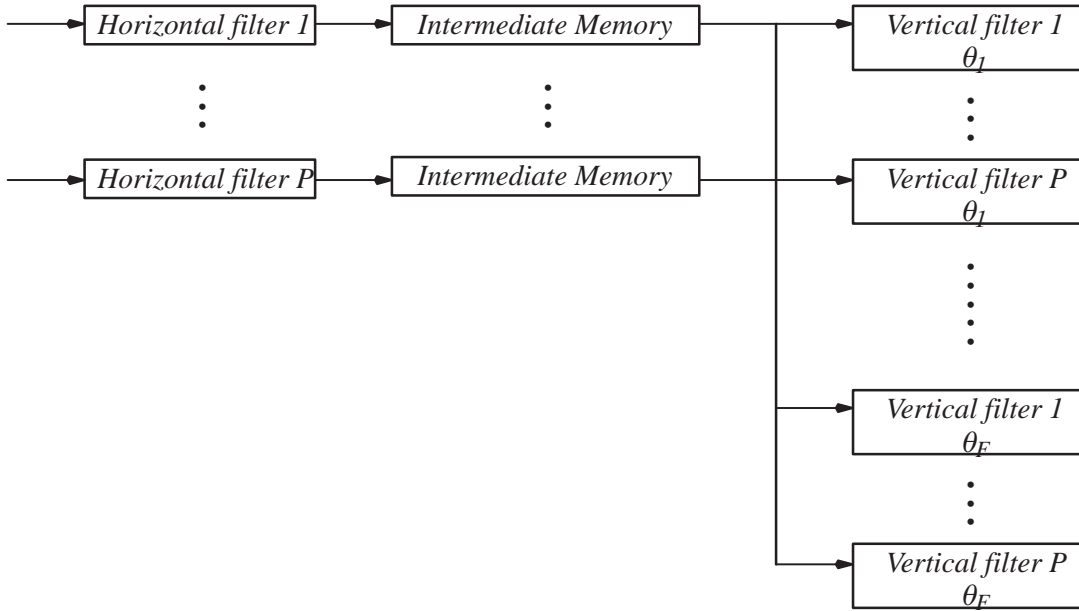 Horizontal filter 1
Intermediate Memory
Vertical filter 1
θ1
Horizontal filter P
Intermediate Memory
Vertical filter P
θ1
Vertical filter 1
θF
Vertical filter P
θF